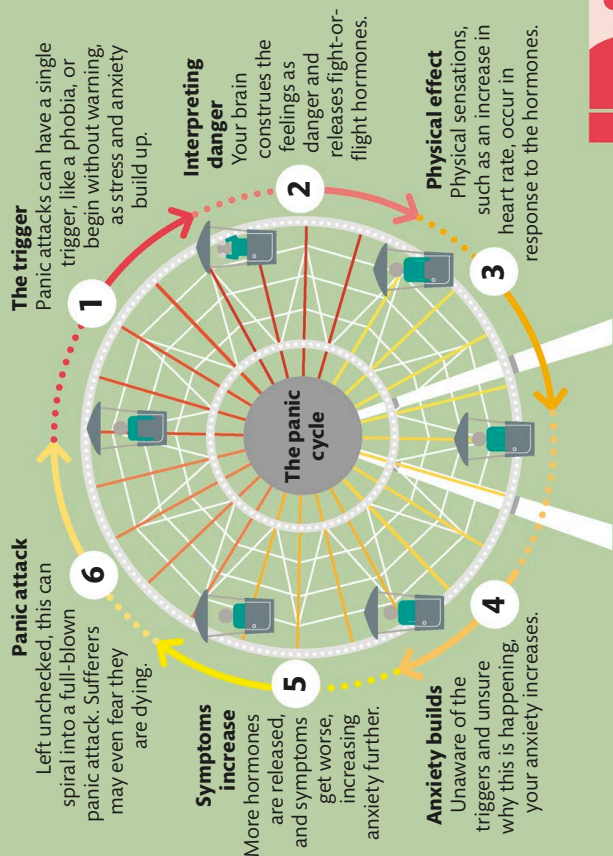 The trigger
Panic attacks can have a single
trigger, like a phobia, or
begin without warning,
as stress and anxiety
build up.
1
Interpreting
danger
Your brain
construes the
feelings as
danger and
releases fight-or-
flight hormones.
2
Physical effect
Physical sensations,
such as an increase in
heart rate, occur in
response to the hormones.
3
Anxiety builds
Unaware of the
triggers and unsure
why this is happening,
your anxiety increases.
4
Symptoms
increase
More hormones
are released,
and symptoms
get worse,
increasing
anxiety further.
5
Panic attack
Left unchecked, this can
spiral into a full-blown
panic attack. Sufferers
may even fear they
are dying.
6
The panic
cycle